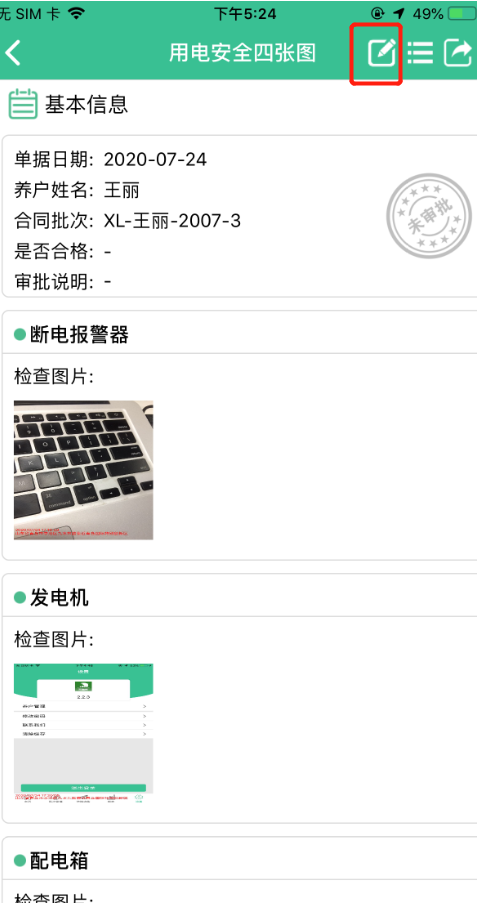 无 SIM 卡
下午5:24
49%
用电安全四张图
基本信息
单据日期: 2020-07-24
养户姓名: 王丽
合同批次: XL-王丽-2007-3
是否合格: -
审批说明: -
未审批
断电报警器
检查图片:
发电机
检查图片:
2.2.3
配电箱
检查图片: